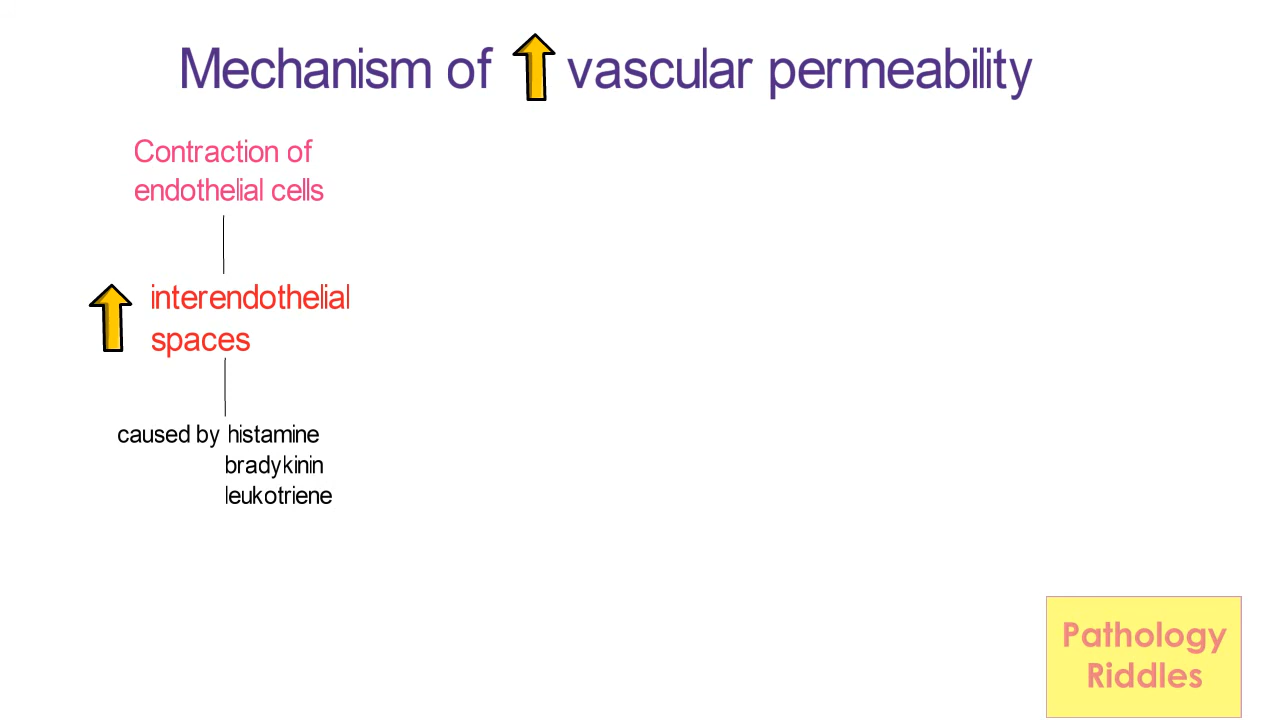 Mechanism of vascular permeability
Contraction of
endothelial cells
interendothelial
spaces
caused by histamine
bradykinin
leukotriene
Pathology
Riddles